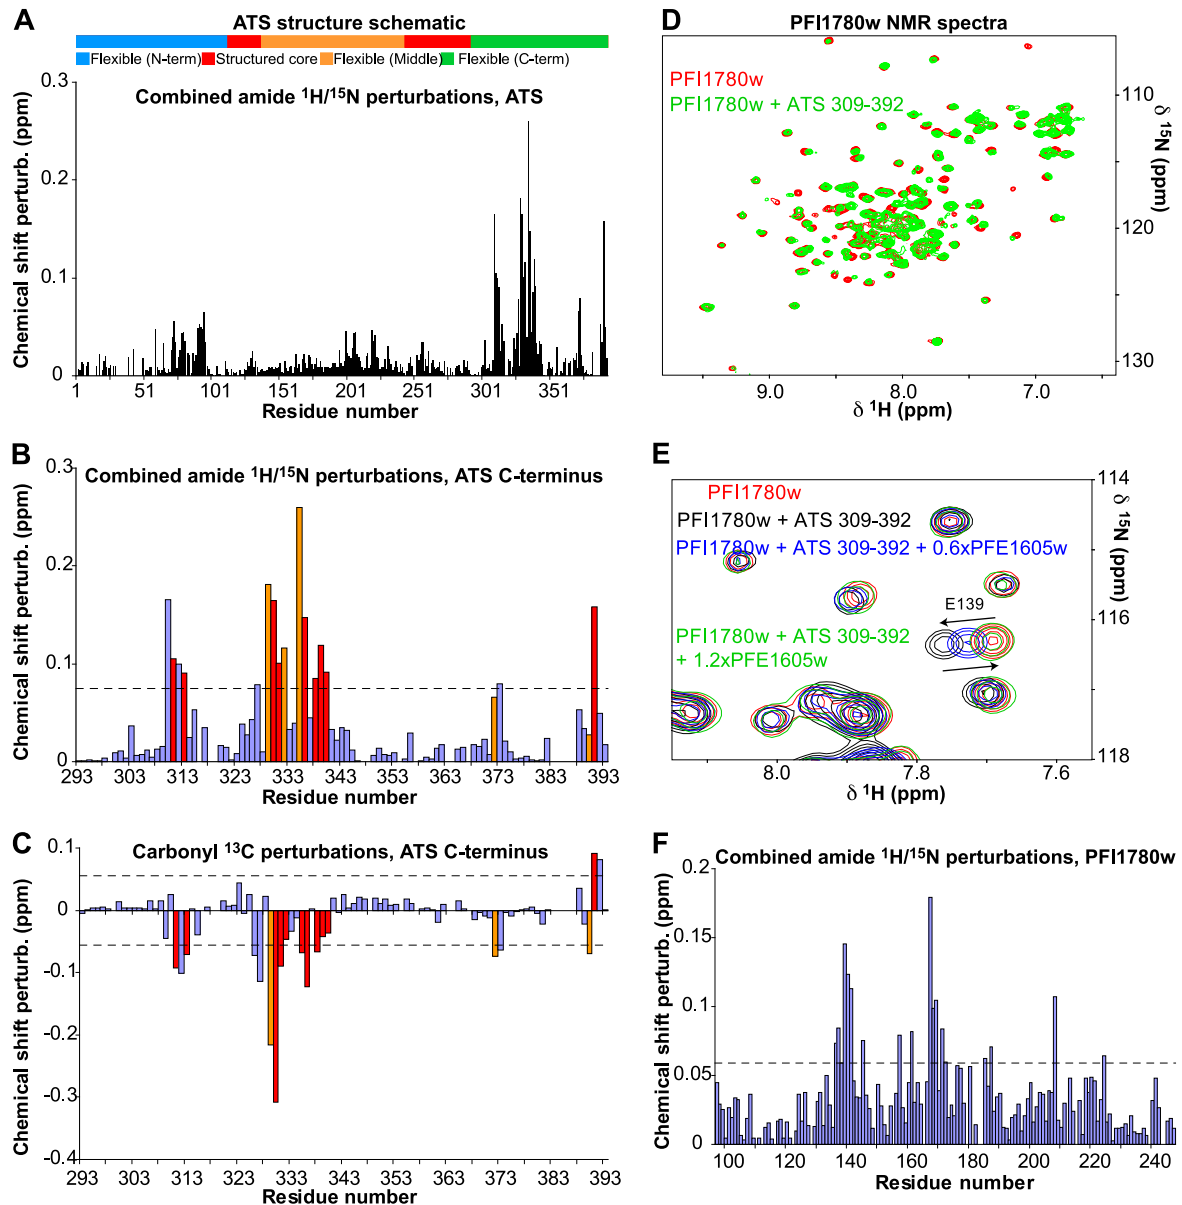 A
ATS structure schematic
Flexible (N-term) Structured core Flexible (Middle) Flexible (C-term)
Combined amide ¹H/¹⁵N perturbations, ATS
Chemical shift perturb. (ppm)
0.3
0.2
0.1
0
1 51 101 151 201 251 301 351
Residue number
B
Combined amide ¹H/¹⁵N perturbations, ATS C-terminus
Chemical shift perturb. (ppm)
0.3
0.2
0.1
0
293 303 313 323 333 343 353 363 373 383 393
Residue number
C
Carbonyl ¹³C perturbations, ATS C-terminus
Chemical shift perturb. (ppm)
0.1
0
-0.1
-0.2
-0.3
-0.4
293 303 313 323 333 343 353 363 373 383 393
Residue number
D
PFI1780w NMR spectra
PFI1780w
PFI1780w + ATS 309-392
110
115
120
130
δ ¹⁵N (ppm)
9.0 8.0 7.0
δ ¹H (ppm)
E
PFI1780w
PFI1780w + ATS 309-392
PFI1780w + ATS 309-392 + 0.6xPFE1605w
PFI1780w + ATS 309-392
+ 1.2xPFE1605w
E139
114
116
118
δ ¹⁵N (ppm)
8.0 7.8 7.6
δ ¹H (ppm)
F
Combined amide ¹H/¹⁵N perturbations, PFI1780w
Chemical shift perturb. (ppm)
0.2
0.15
0.1
0.05
0
100 120 140 160 180 200 220 240
Residue number